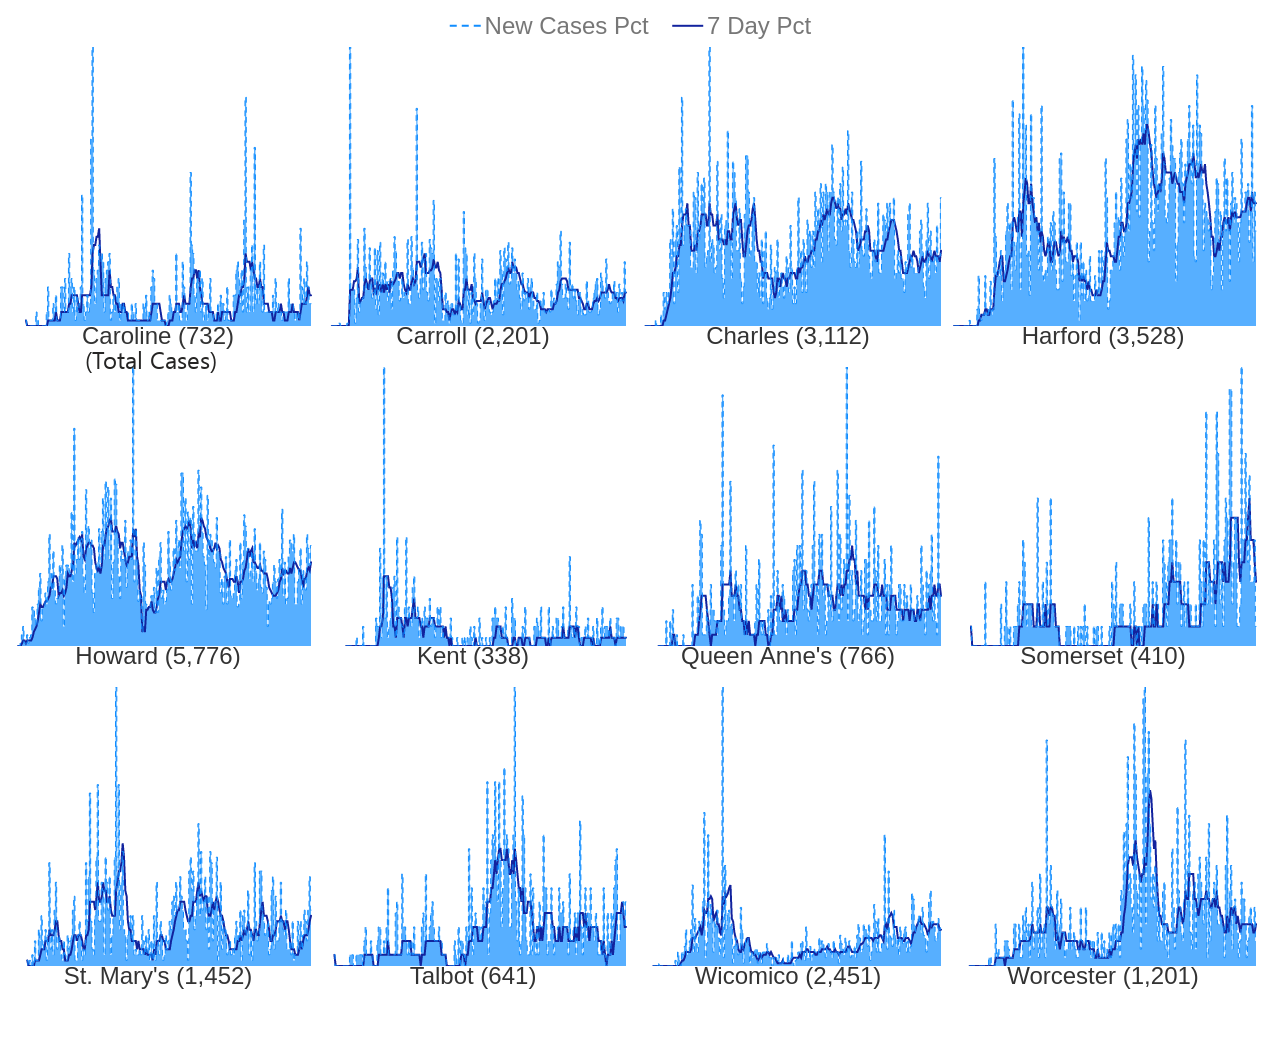 New Cases Pct 7 Day Pct
Caroline (732) Carroll (2,201) Charles (3,112) Harford (3,528)
(Total Cases)
Howard (5,776) Kent (338) Queen Anne's (766) Somerset (410)
St. Mary's (1,452) Talbot (641) Wicomico (2,451) Worcester (1,201)